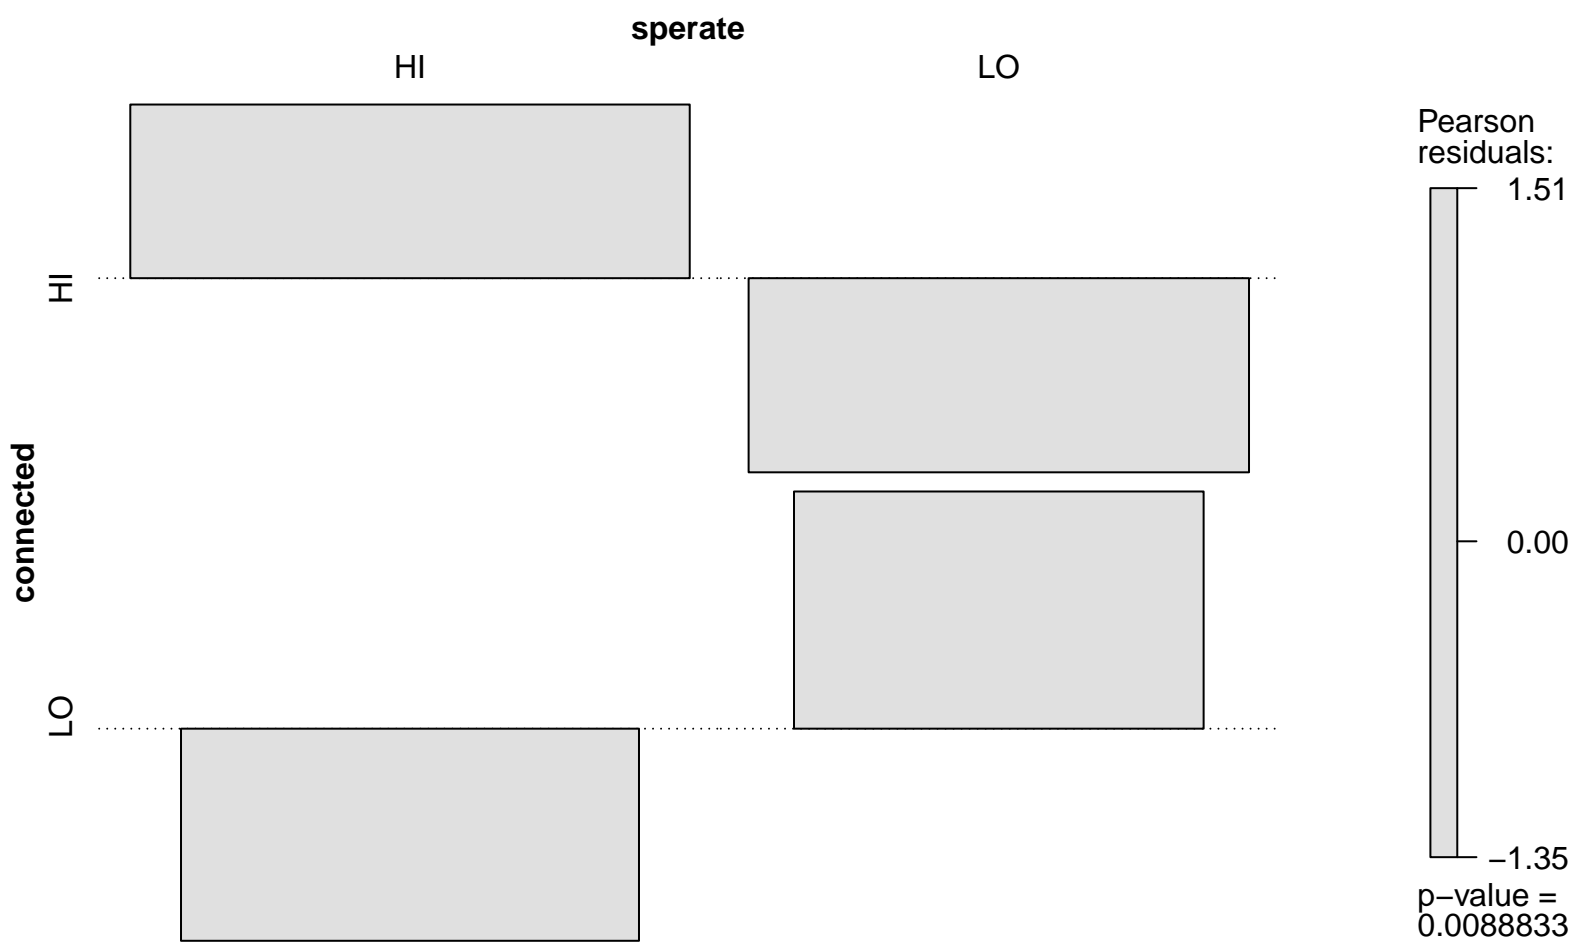 sperate
HI
LO
HI
connected
LO
Pearson
residuals:
1.51
0.00
−1.35
p−value =
0.0088833